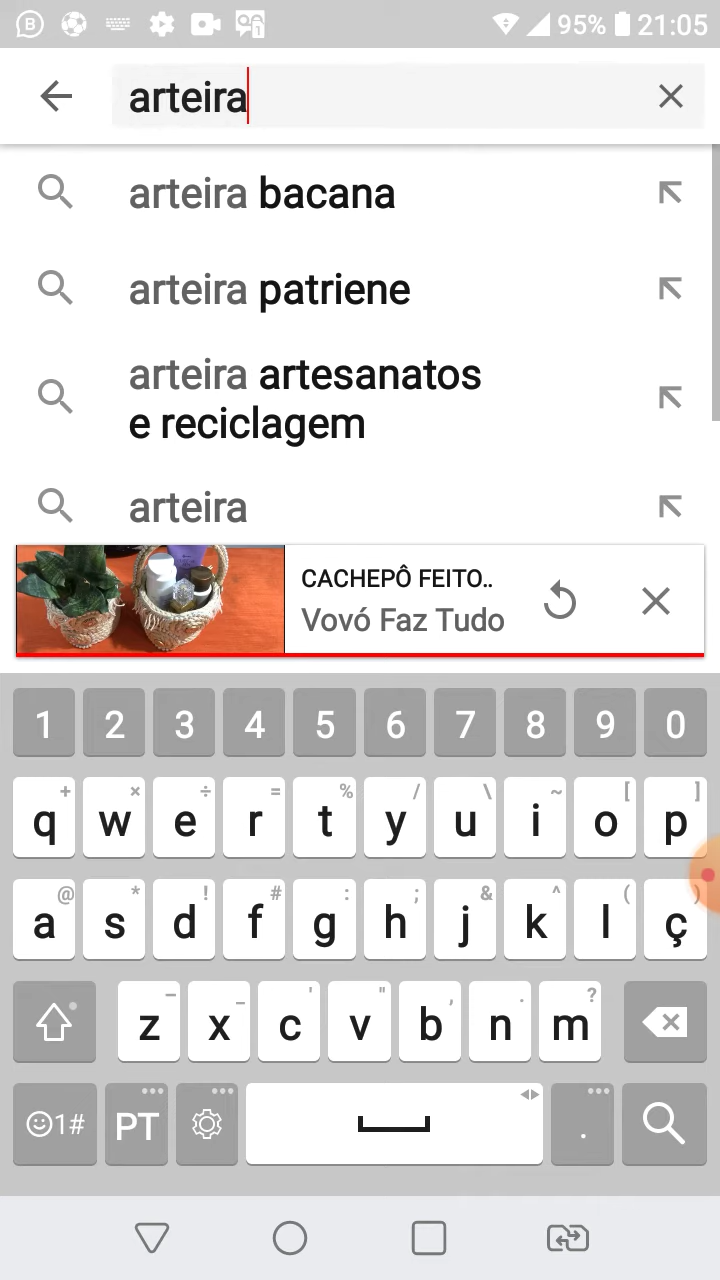 95% 21:05
arteira
arteira bacana
arteira patriene
arteira artesanatos
e reciclagem
arteira
CACHEPÔ FEITO..
Vovó Faz Tudo
1 2 3 4 5 6 7 8 9 0
+ × ÷ = % / \ ~ [ ]
q w e r t y u i o p
@ * ! # : ; & ^ ( )
a s d f g h j k l ç
– _ ' " , . ?
z x c v b n m
1# PT .